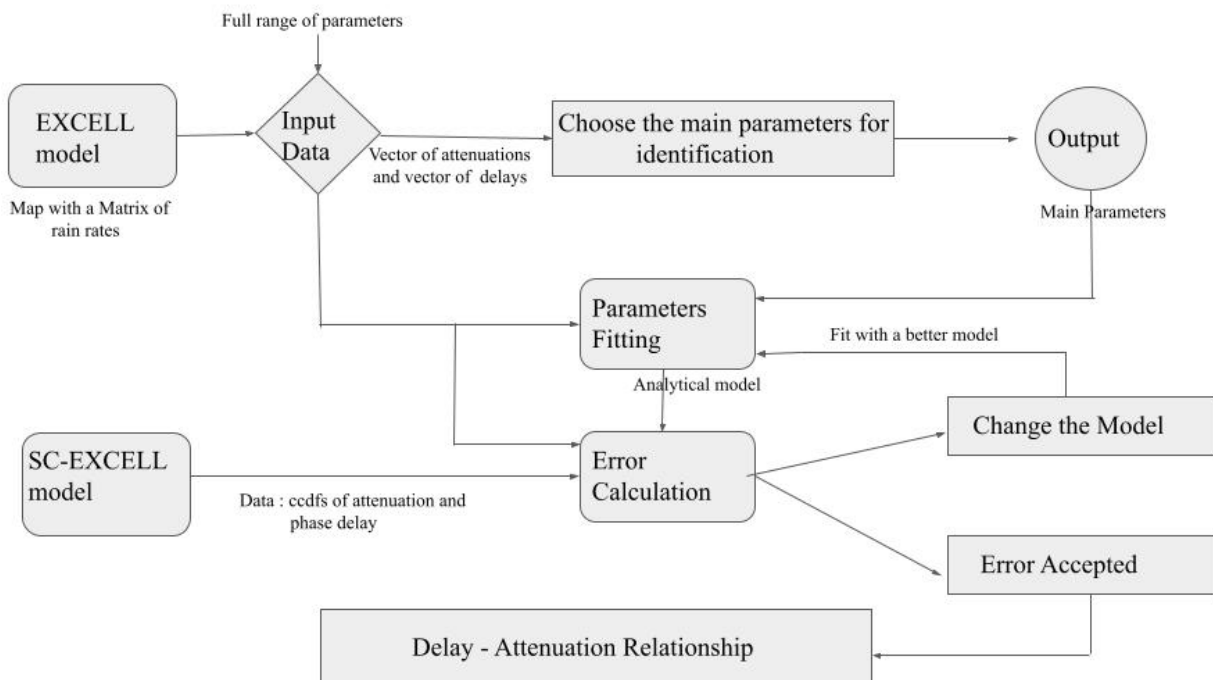 Full range of parameters
EXCELL
model
Map with a Matrix of
rain rates
Input
Data
Vector of attenuations
and vector of delays
Choose the main parameters for
identification
Output
Main Parameters
Parameters
Fitting
Fit with a better model
Analytical model
SC-EXCELL
model
Data : ccdfs of attenuation and
phase delay
Error
Calculation
Change the Model
Error Accepted
Delay - Attenuation Relationship